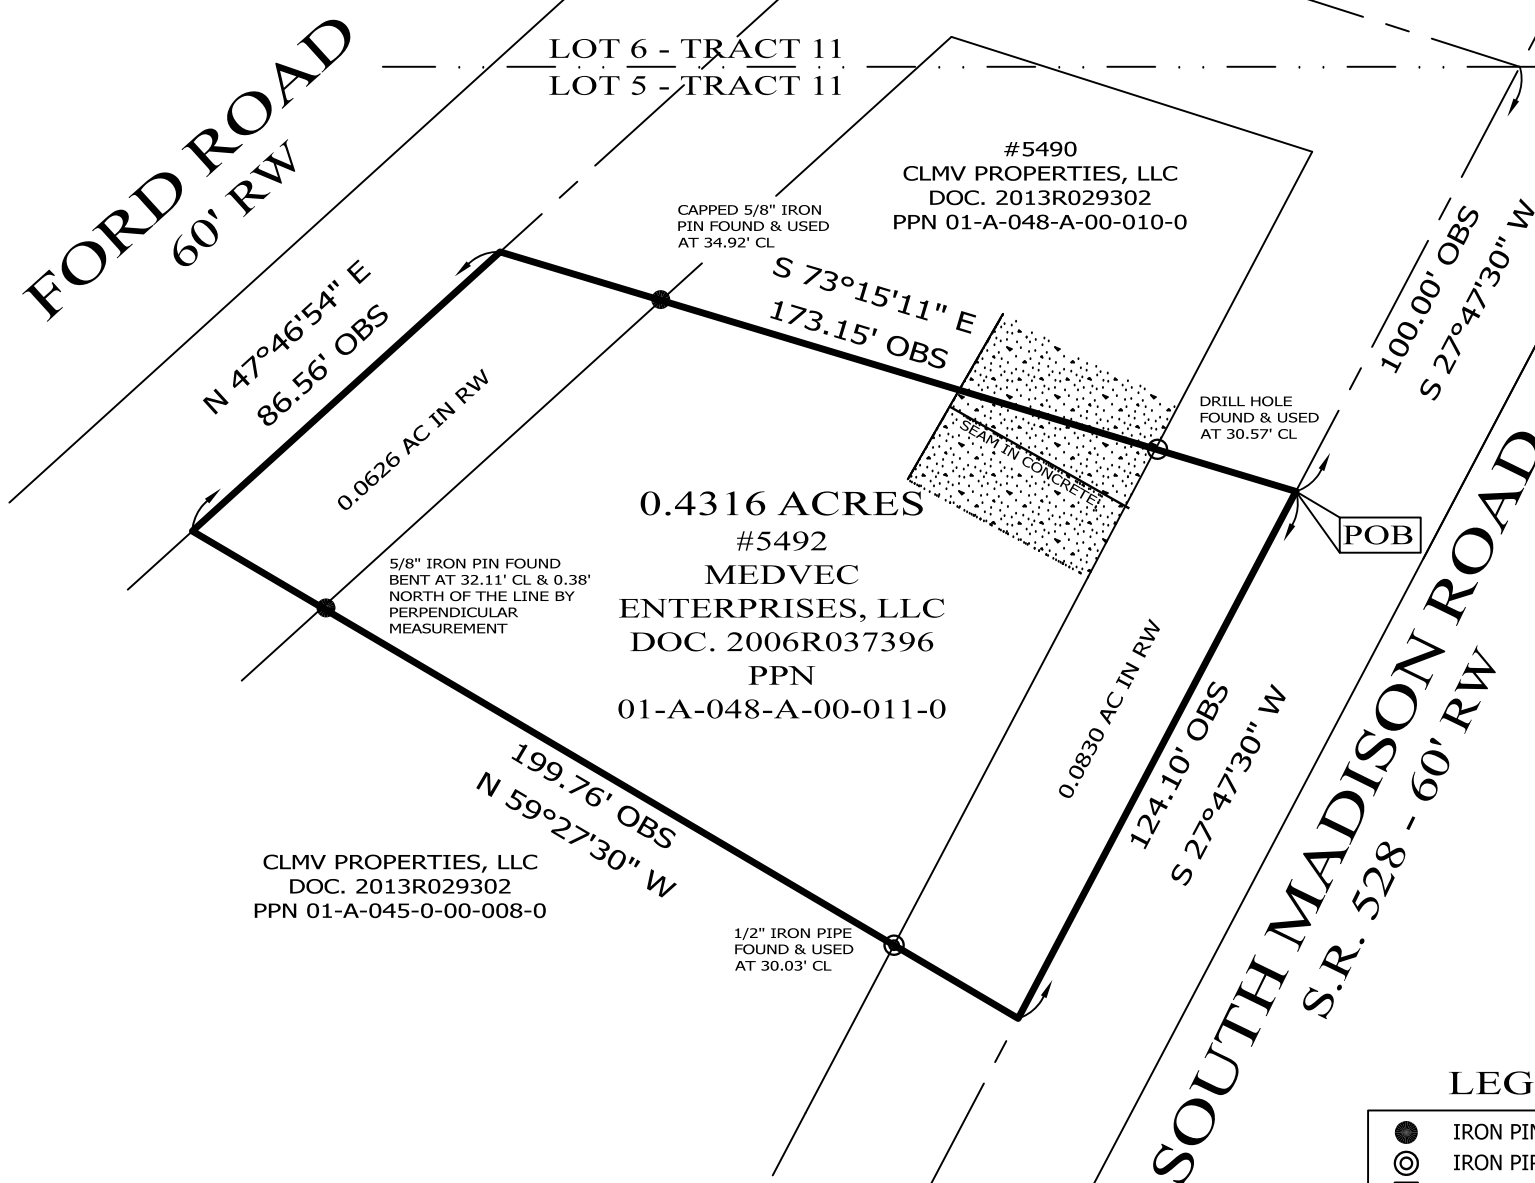 LOT 6 - TRACT 11
LOT 5 - TRACT 11
FORD ROAD
60' RW
#5490
CLMV PROPERTIES, LLC
DOC. 2013R029302
PPN 01-A-048-A-00-010-0
CAPPED 5/8" IRON
PIN FOUND & USED
AT 34.92' CL
S 73°15'11" E
173.15' OBS
100.00' OBS
S 27°47'30" W
N 47°46'54" E
86.56' OBS
0.0626 AC IN RW
DRILL HOLE
FOUND & USED
AT 30.57' CL
SEAM IN CONCRETE
POB
0.4316 ACRES
#5492
MEDVEC
ENTERPRISES, LLC
DOC. 2006R037396
PPN
01-A-048-A-00-011-0
5/8" IRON PIN FOUND
BENT AT 32.11' CL & 0.38'
NORTH OF THE LINE BY
PERPENDICULAR
MEASUREMENT
0.0830 AC IN RW
124.10' OBS
S 27°47'30" W
SOUTH MADISON ROAD
S.R. 528 - 60' RW
199.76' OBS
N 59°27'30" W
CLMV PROPERTIES, LLC
DOC. 2013R029302
PPN 01-A-045-0-00-008-0
1/2" IRON PIPE
FOUND & USED
AT 30.03' CL
LEG
IRON PIN
IRON PIP